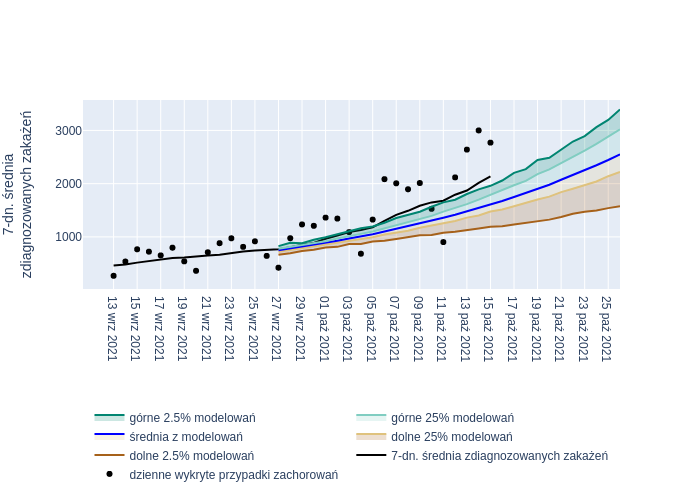 7-dn. średnia
zdiagnozowanych zakażeń
3000
2000
1000
13 wrz 2021
15 wrz 2021
17 wrz 2021
19 wrz 2021
21 wrz 2021
23 wrz 2021
25 wrz 2021
27 wrz 2021
29 wrz 2021
01 paź 2021
03 paź 2021
05 paź 2021
07 paź 2021
09 paź 2021
11 paź 2021
13 paź 2021
15 paź 2021
17 paź 2021
19 paź 2021
21 paź 2021
23 paź 2021
25 paź 2021
górne 2.5% modelowań
górne 25% modelowań
średnia z modelowań
dolne 25% modelowań
dolne 2.5% modelowań
7-dn. średnia zdiagnozowanych zakażeń
dzienne wykryte przypadki zachorowań